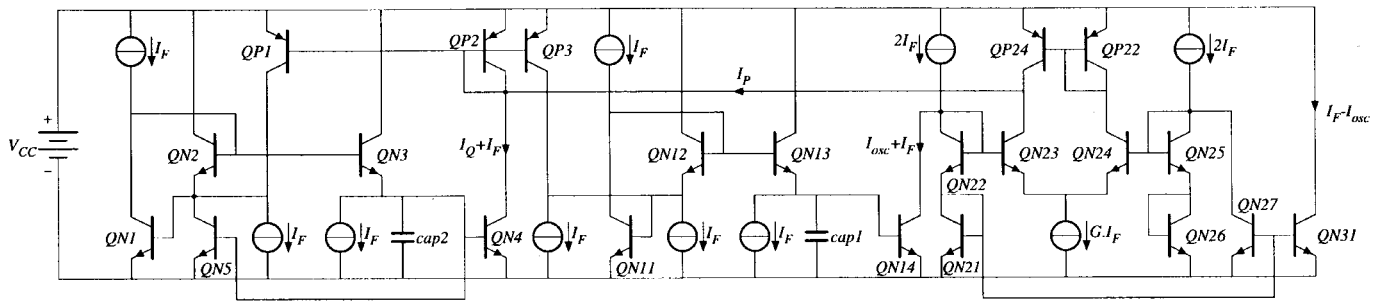 I_F
QP1
QP2
QP3
I_F
2I_F
QP24
QP22
2I_F
I_P
+
V_CC
−
QN2
QN3
I_Q+I_F
QN12
QN13
I_osc+I_F
QN22
QN23
QN24
QN25
I_F-I_osc
QN1
QN5
I_F
I_F
cap2
QN4
I_F
QN11
I_F
I_F
cap1
QN14
QN21
G.I_F
QN26
QN27
QN31